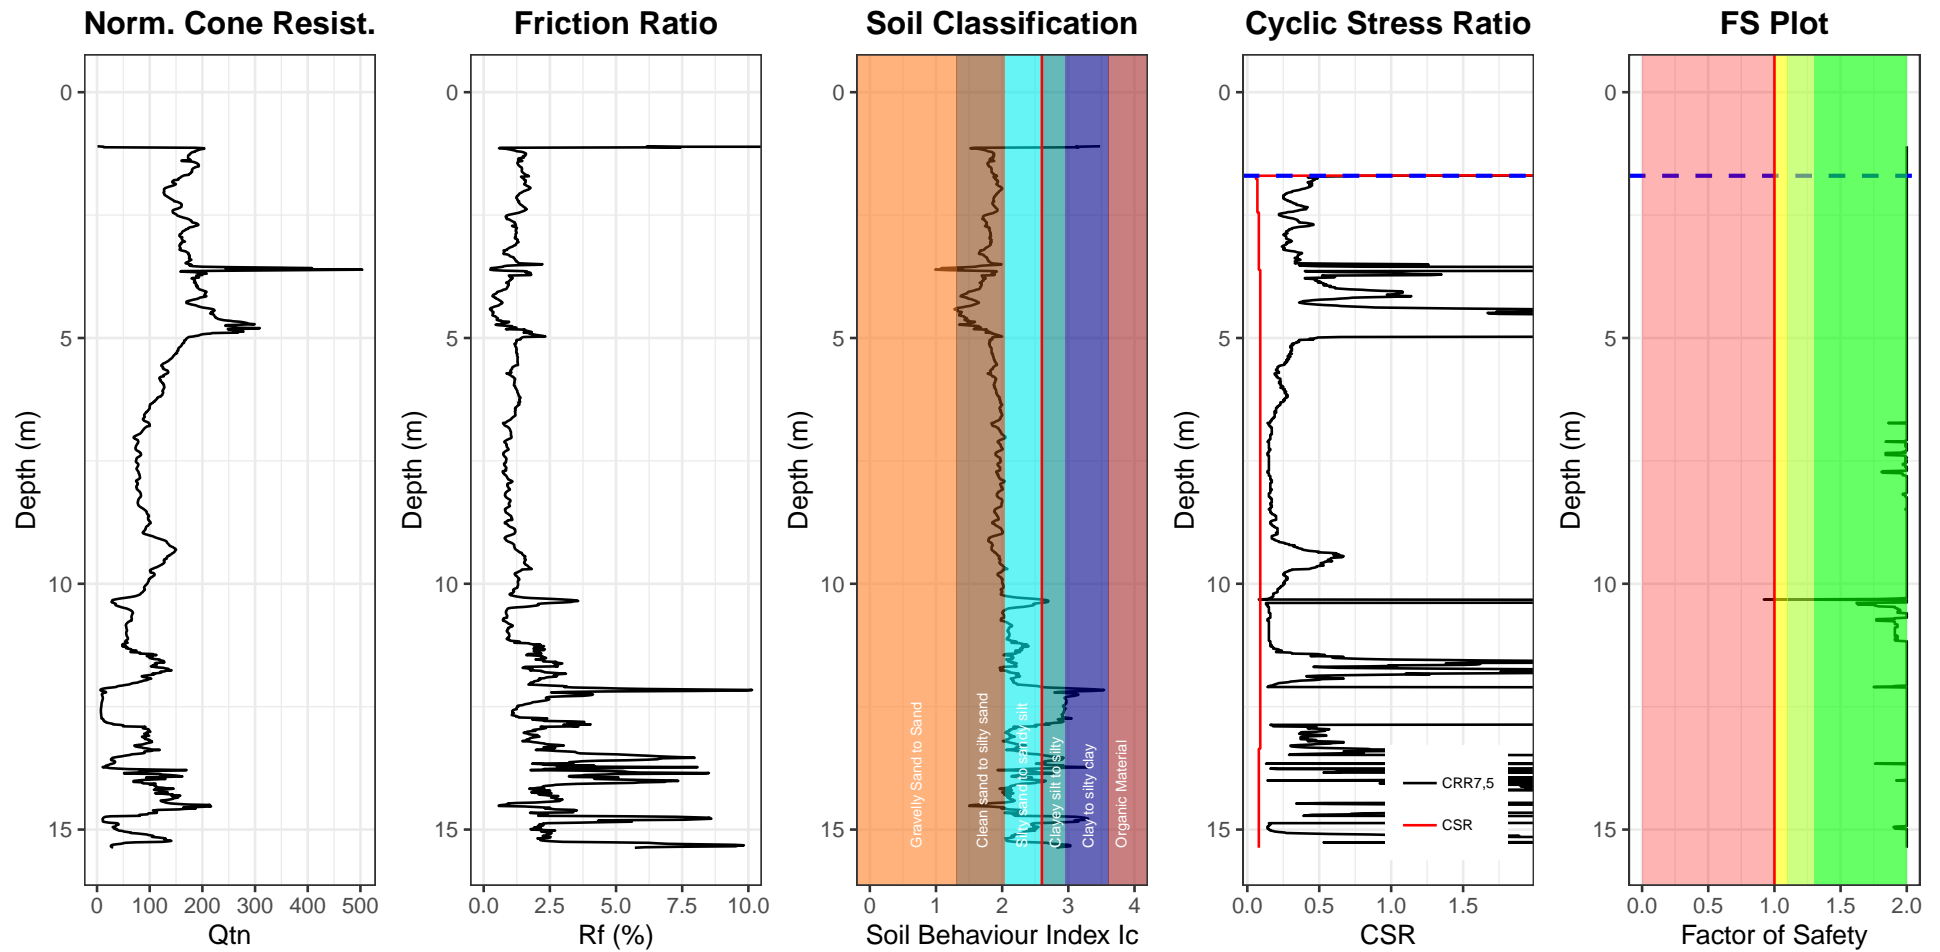 Norm. Cone Resist.
Friction Ratio
Soil Classification
Cyclic Stress Ratio
FS Plot
Depth (m)
0
5
10
15
0 100 200 300 400 500
Qtn
Depth (m)
0
5
10
15
0.0 2.5 5.0 7.5 10.0
Rf (%)
Depth (m)
0
5
10
15
Gravelly Sand to Sand
Clean sand to silty sand
Silty sand to sandy silt
Clayey silt to silty
Clay to silty clay
Organic Material
0 1 2 3 4
Soil Behaviour Index Ic
Depth (m)
0
5
10
15
CRR7,5
CSR
0.0 0.5 1.0 1.5
CSR
Depth (m)
0
5
10
15
0.0 0.5 1.0 1.5 2.0
Factor of Safety